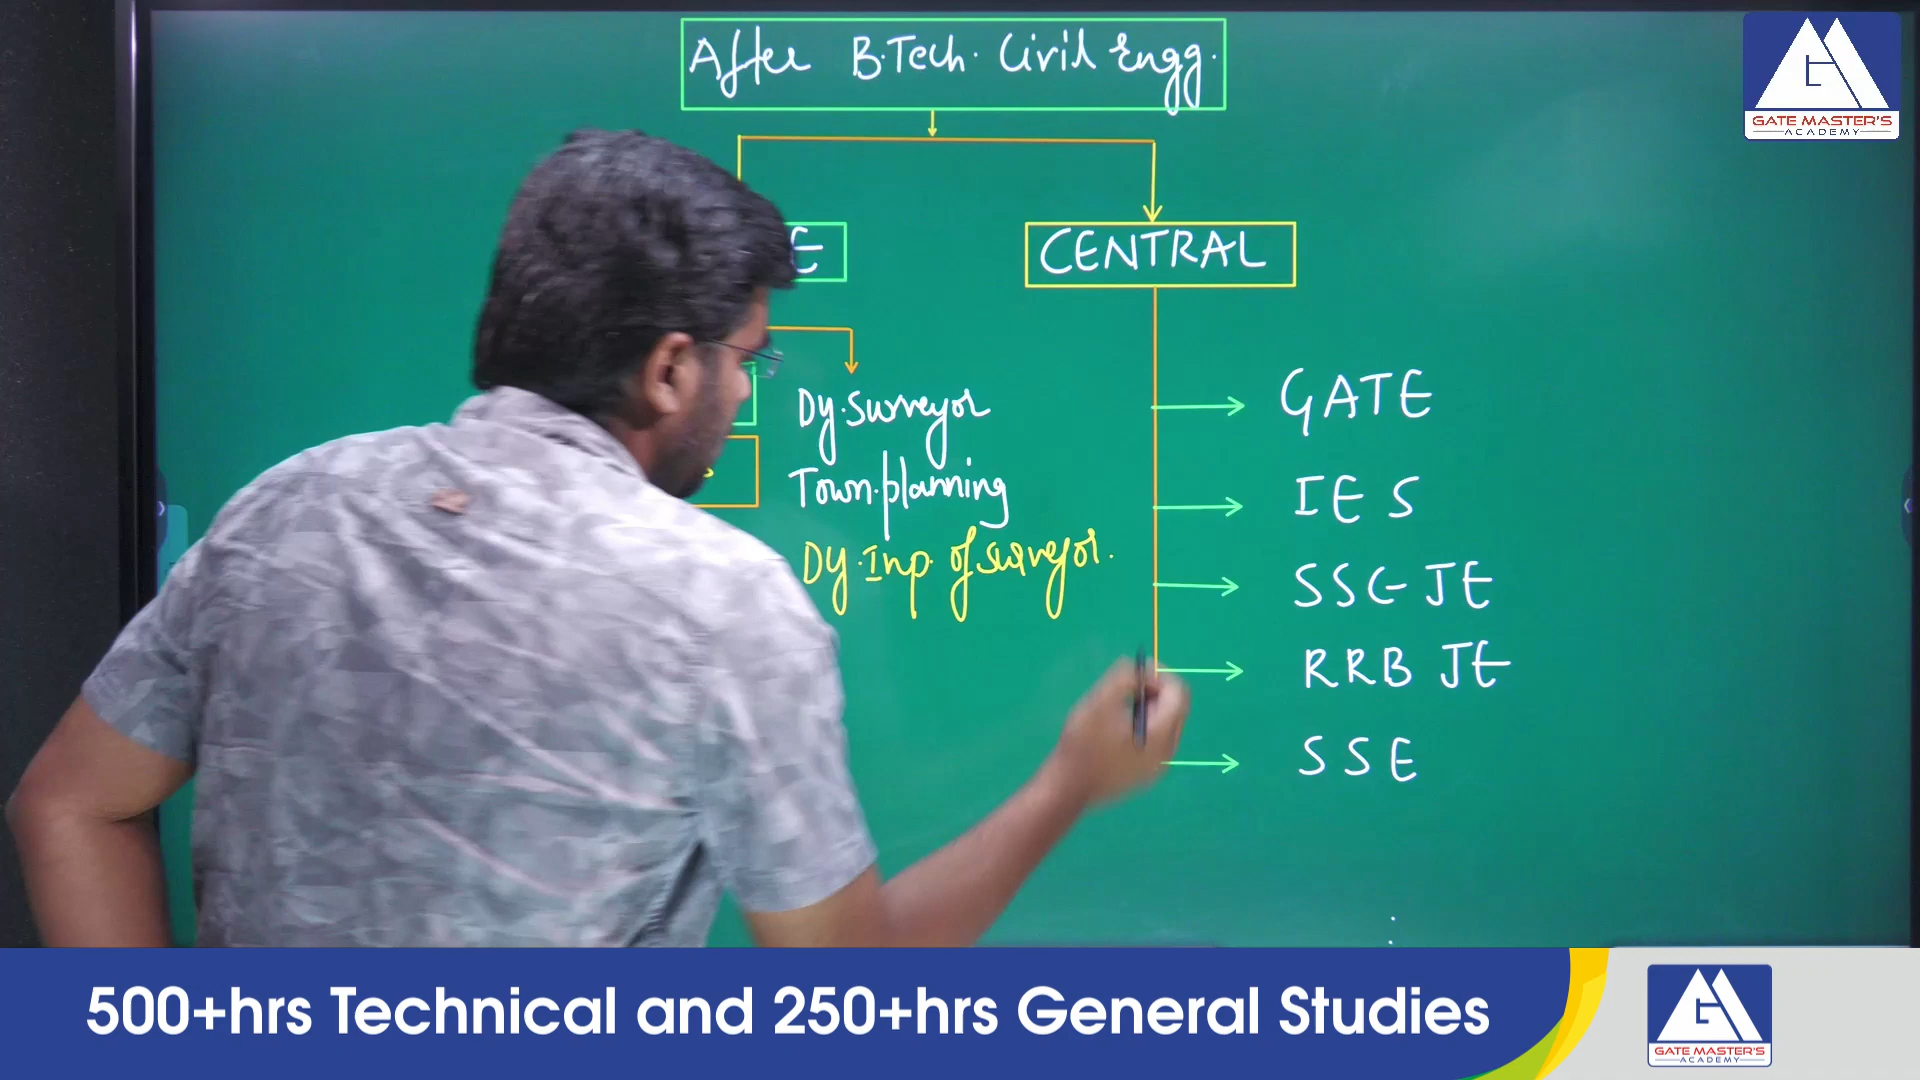 After B.Tech. Civil Engg.
CENTRAL
Dy. Surveyor
Town planning
Dy. Inp. of surveyor.
GATE
IES
SSC-JE
RRB JE
SSE
GATE MASTER'S
ACADEMY
500+hrs Technical and 250+hrs General Studies
GATE MASTER'S
ACADEMY